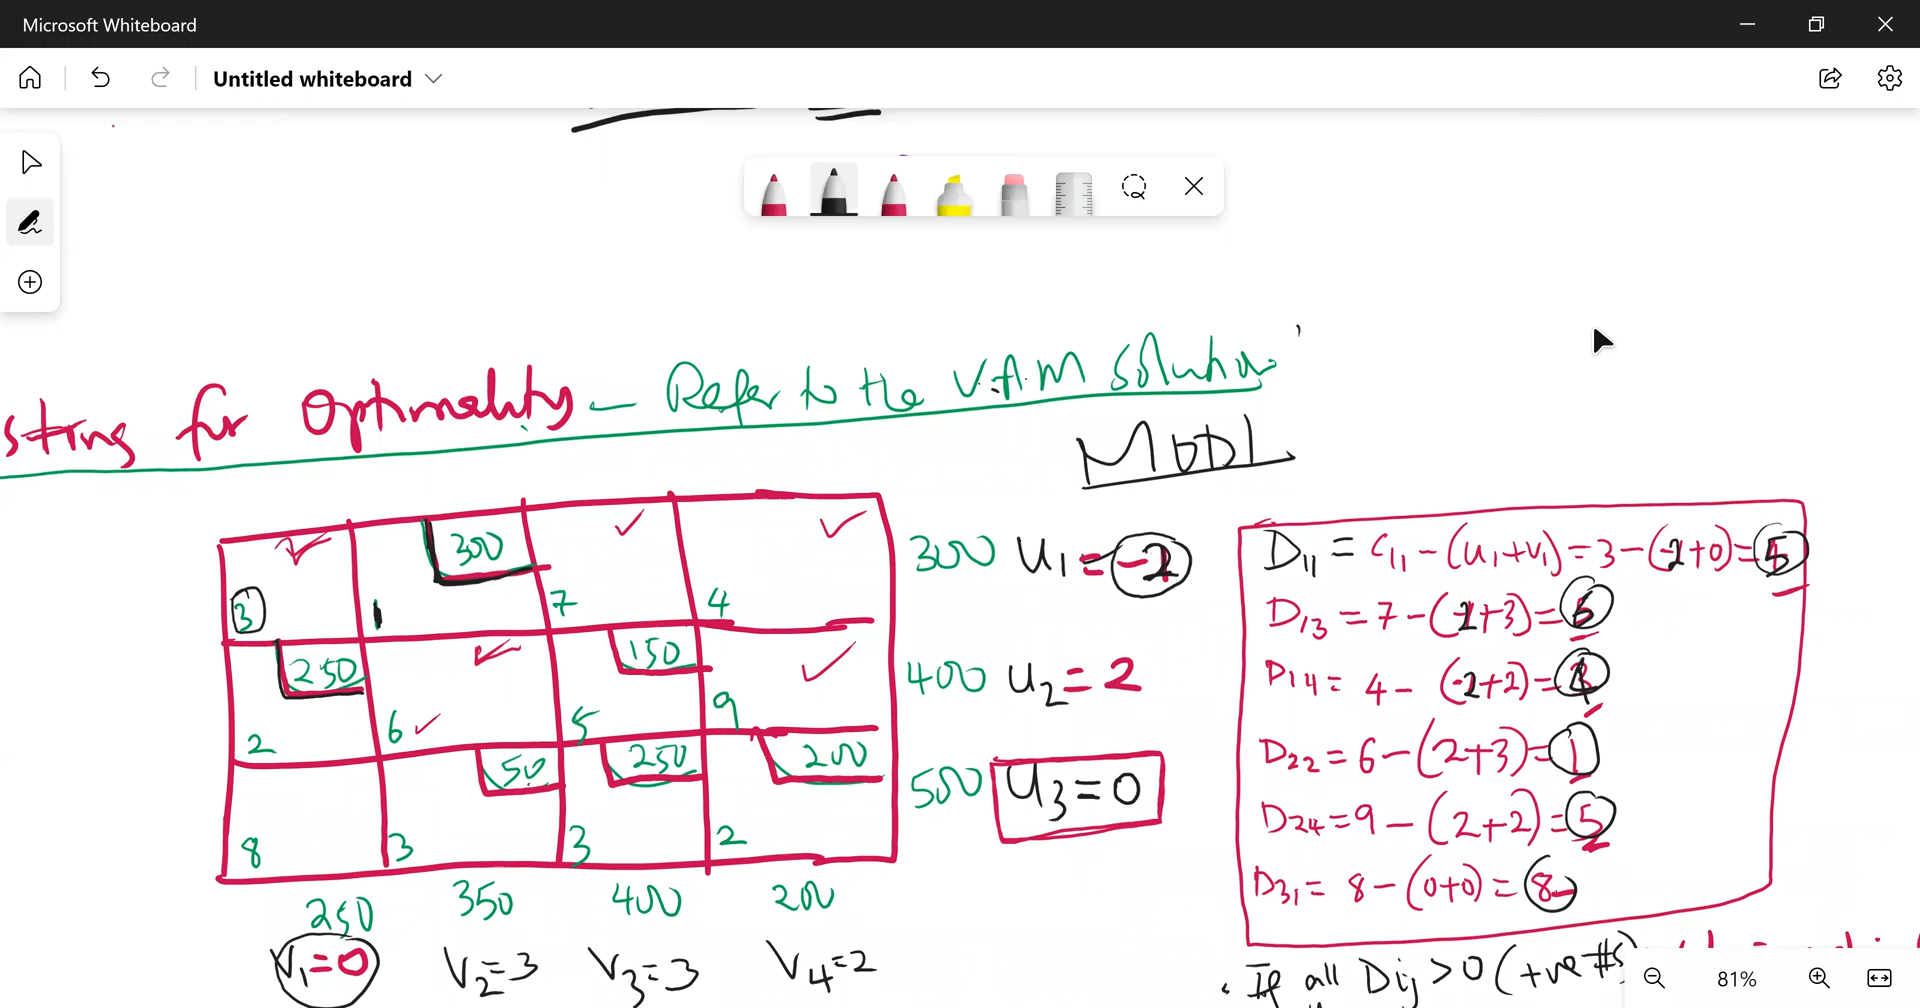 Microsoft Whiteboard
Untitled whiteboard
sting for Optimality — Refer to the V.A.M Solution
MODI
300
3 1 7 4
300 U1 = -2
250 150
2 6 5 9
400 U2 = 2
50 250 200
8 3 3 2
500 U3 = 0
250 350 400 200
V1 = 0 V2 = 3 V3 = 3 V4 = 2
D11 = C11 - (U1 + V1) = 3 - (-2+0) = 5
D13 = 7 - (-2+3) = 6
D14 = 4 - (-2+2) = 4
D22 = 6 - (2+3) = 1
D24 = 9 - (2+2) = 5
D31 = 8 - (0+0) = 8
. If all Dij > 0 (+ve #s)
81%